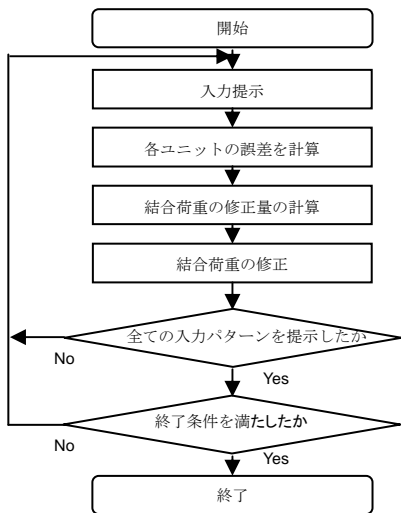 開始
入力提示
各ユニットの誤差を計算
結合荷重の修正量の計算
結合荷重の修正
全ての入力パターンを提示したか
No
Yes
終了条件を満たしたか
No
Yes
終了